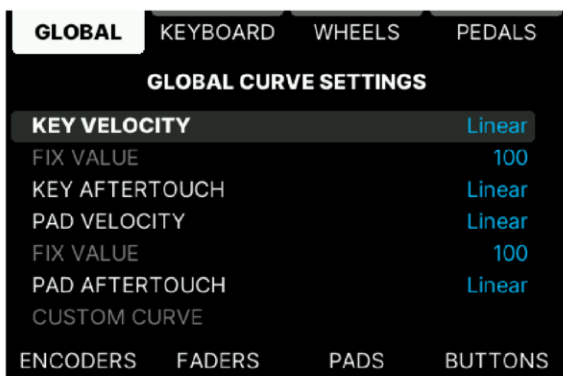 GLOBAL KEYBOARD WHEELS PEDALS
GLOBAL CURVE SETTINGS
KEY VELOCITY Linear
FIX VALUE 100
KEY AFTERTOUCH Linear
PAD VELOCITY Linear
FIX VALUE 100
PAD AFTERTOUCH Linear
CUSTOM CURVE
ENCODERS FADERS PADS BUTTONS